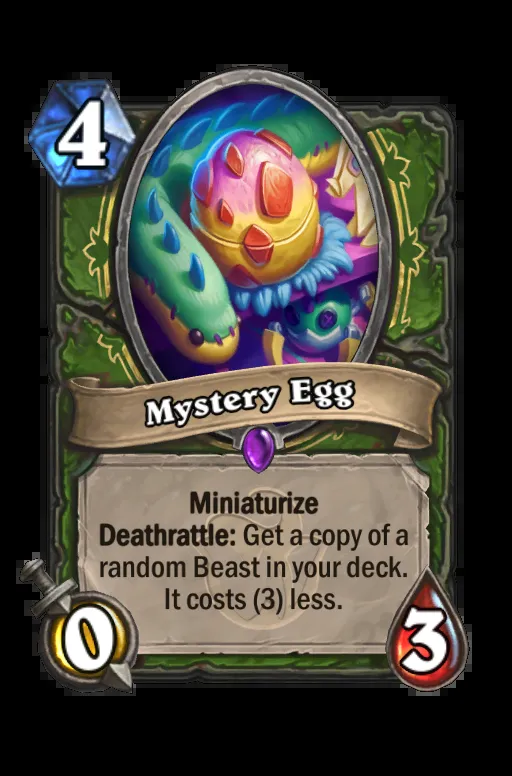 4
Mystery Egg
Miniaturize
Deathrattle: Get a copy of a
random Beast in your deck.
It costs (3) less.
0
3